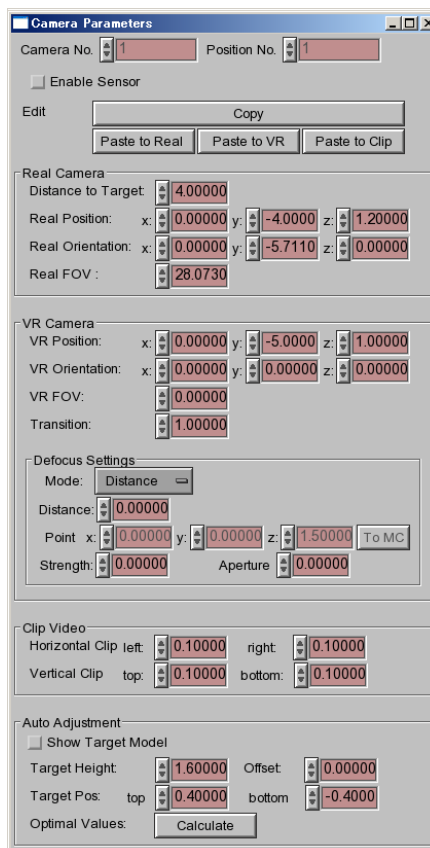 Camera Parameters
Camera No. 1 Position No. 1
Enable Sensor
Edit Copy
Paste to Real Paste to VR Paste to Clip
Real Camera
Distance to Target: 4.00000
Real Position: x: 0.00000 y: -4.0000 z: 1.20000
Real Orientation: x: 0.00000 y: -5.7110 z: 0.00000
Real FOV : 28.0730
VR Camera
VR Position: x: 0.00000 y: -5.0000 z: 1.00000
VR Orientation: x: 0.00000 y: 0.00000 z: 0.00000
VR FOV: 0.00000
Transition: 1.00000
Defocus Settings
Mode: Distance
Distance: 0.00000
Point x: 0.00000 y: 0.00000 z: 1.50000 To MC
Strength: 0.00000 Aperture 0.00000
Clip Video
Horizontal Clip left: 0.10000 right: 0.10000
Vertical Clip top: 0.10000 bottom: 0.10000
Auto Adjustment
Show Target Model
Target Height: 1.60000 Offset: 0.00000
Target Pos: top 0.40000 bottom -0.4000
Optimal Values: Calculate